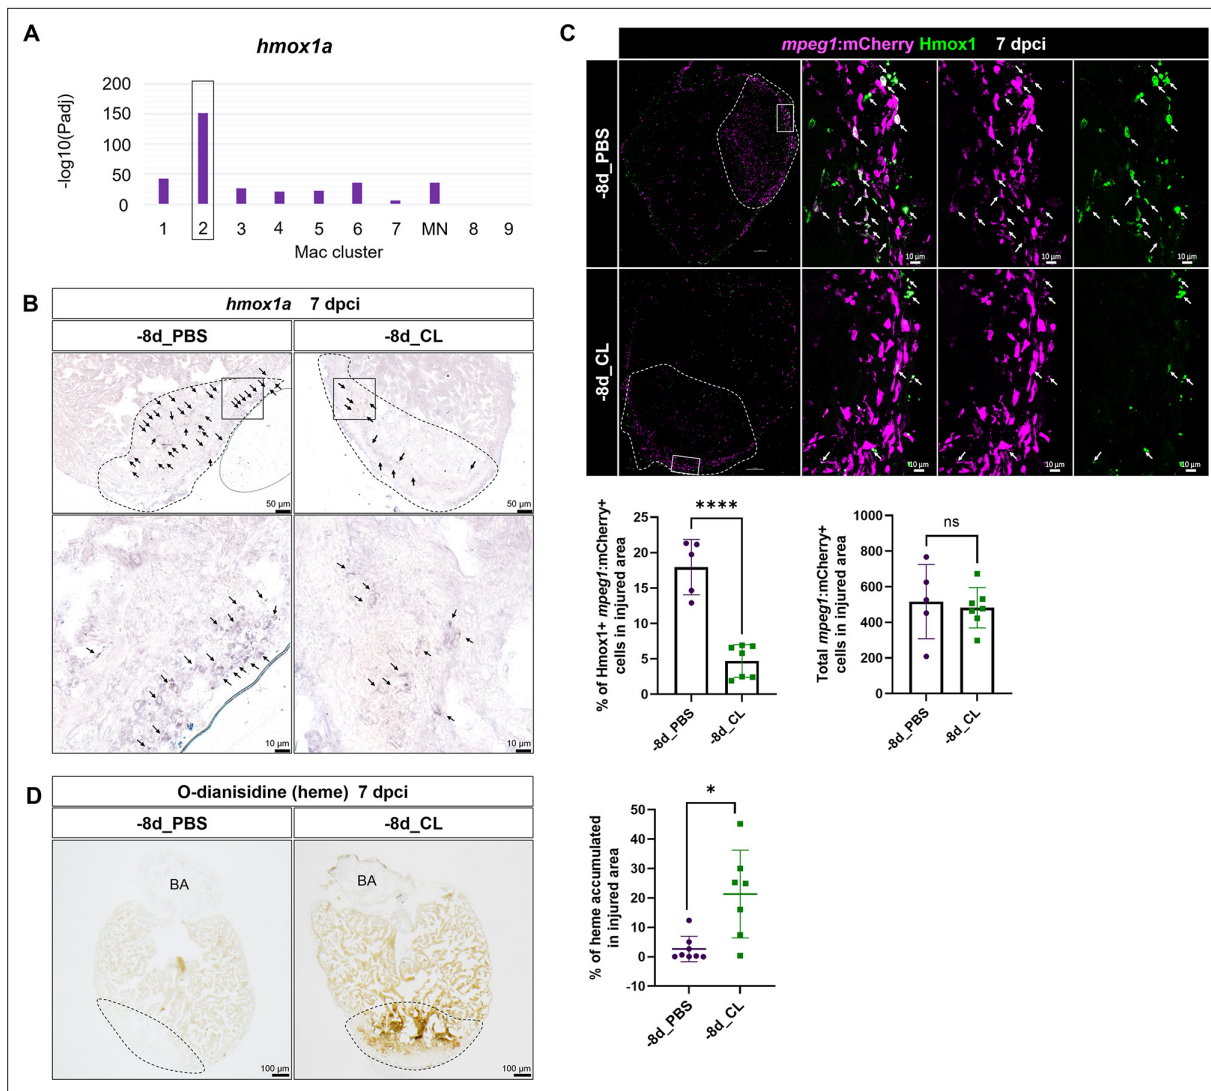 A
hmox1a
-log10(Padj)
200
150
100
50
0
1 2 3 4 5 6 7 MN 8 9
Mac cluster
B
hmox1a 7 dpci
-8d_PBS -8d_CL
50 µm 50 µm
10 µm 10 µm
C
mpeg1:mCherry Hmox1 7 dpci
-8d_PBS
10 µm 10 µm 10 µm
-8d_CL
10 µm 10 µm 10 µm
% of Hmox1+ mpeg1:mCherry+
cells in injured area
25
20
15
10
5
0
****
-8d_PBS -8d_CL
Total mpeg1:mCherry+
cells in injured area
1000
800
600
400
200
0
ns
-8d_PBS -8d_CL
D
O-dianisidine (heme) 7 dpci
-8d_PBS -8d_CL
BA BA
100 µm 100 µm
% of heme accumulated
in injured area
50
40
30
20
10
0
-10
*
-8d_PBS -8d_CL